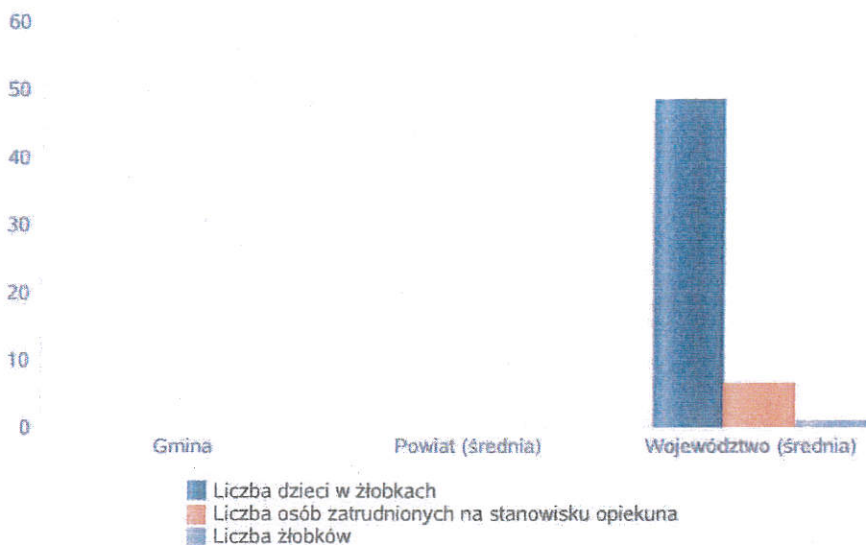 60
50
40
30
20
10
0
Gmina Powiat (średnia) Województwo (średnia)
Liczba dzieci w żłobkach
Liczba osób zatrudnionych na stanowisku opiekuna
Liczba żłobków